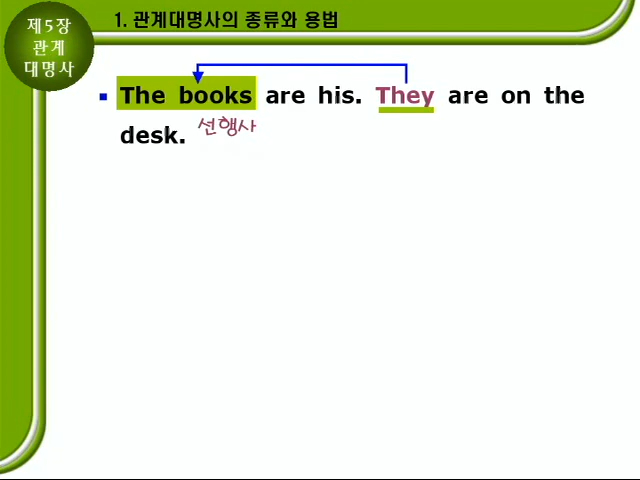 제5장
관계
대명사
1. 관계대명사의 종류와 용법
The books are his. They are on the
desk. 선행사